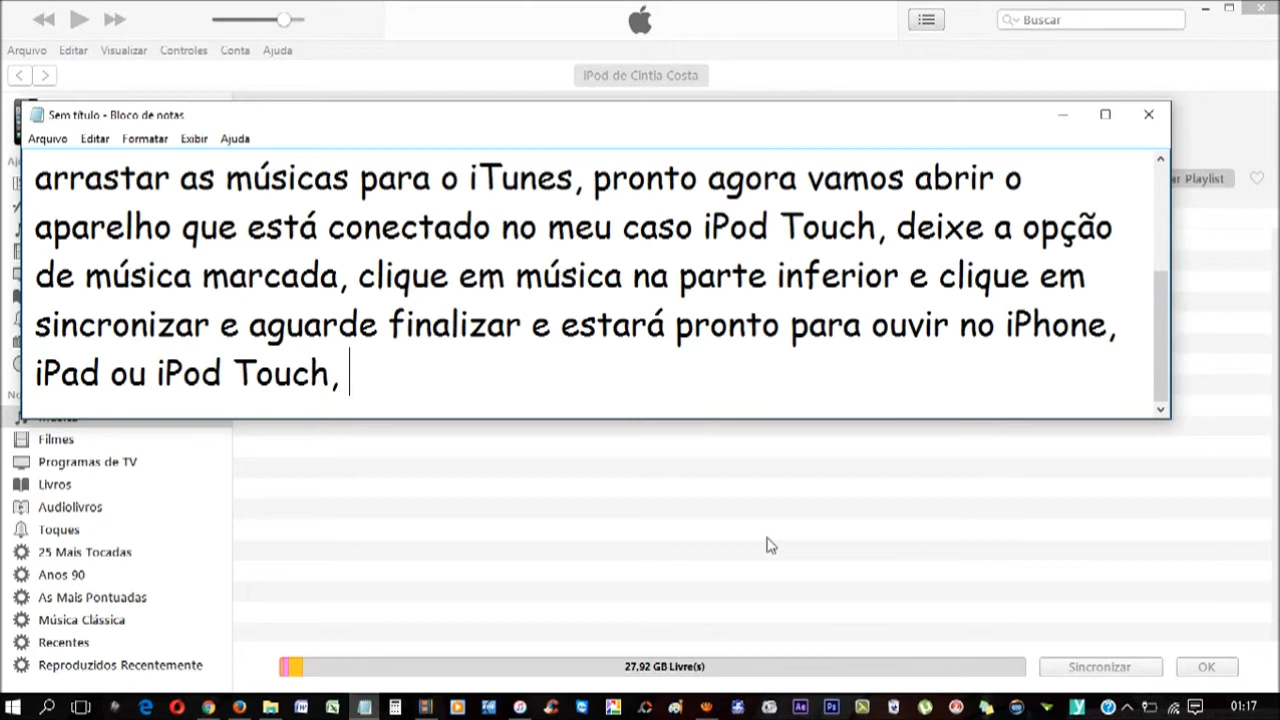 Buscar
Arquivo Editar Visualizar Controles Conta Ajuda
iPod de Cintia Costa
Sem título - Bloco de notas
Arquivo Editar Formatar Exibir Ajuda
arrastar as músicas para o iTunes, pronto agora vamos abrir o
aparelho que está conectado no meu caso iPod Touch, deixe a opção
de música marcada, clique em música na parte inferior e clique em
sincronizar e aguarde finalizar e estará pronto para ouvir no iPhone,
iPad ou iPod Touch,
Playlist
Filmes
Programas de TV
Livros
Audiolivros
Toques
25 Mais Tocadas
Anos 90
As Mais Pontuadas
Música Clássica
Recentes
Reproduzidos Recentemente
27,92 GB Livre(s)
Sincronizar
OK
01:17